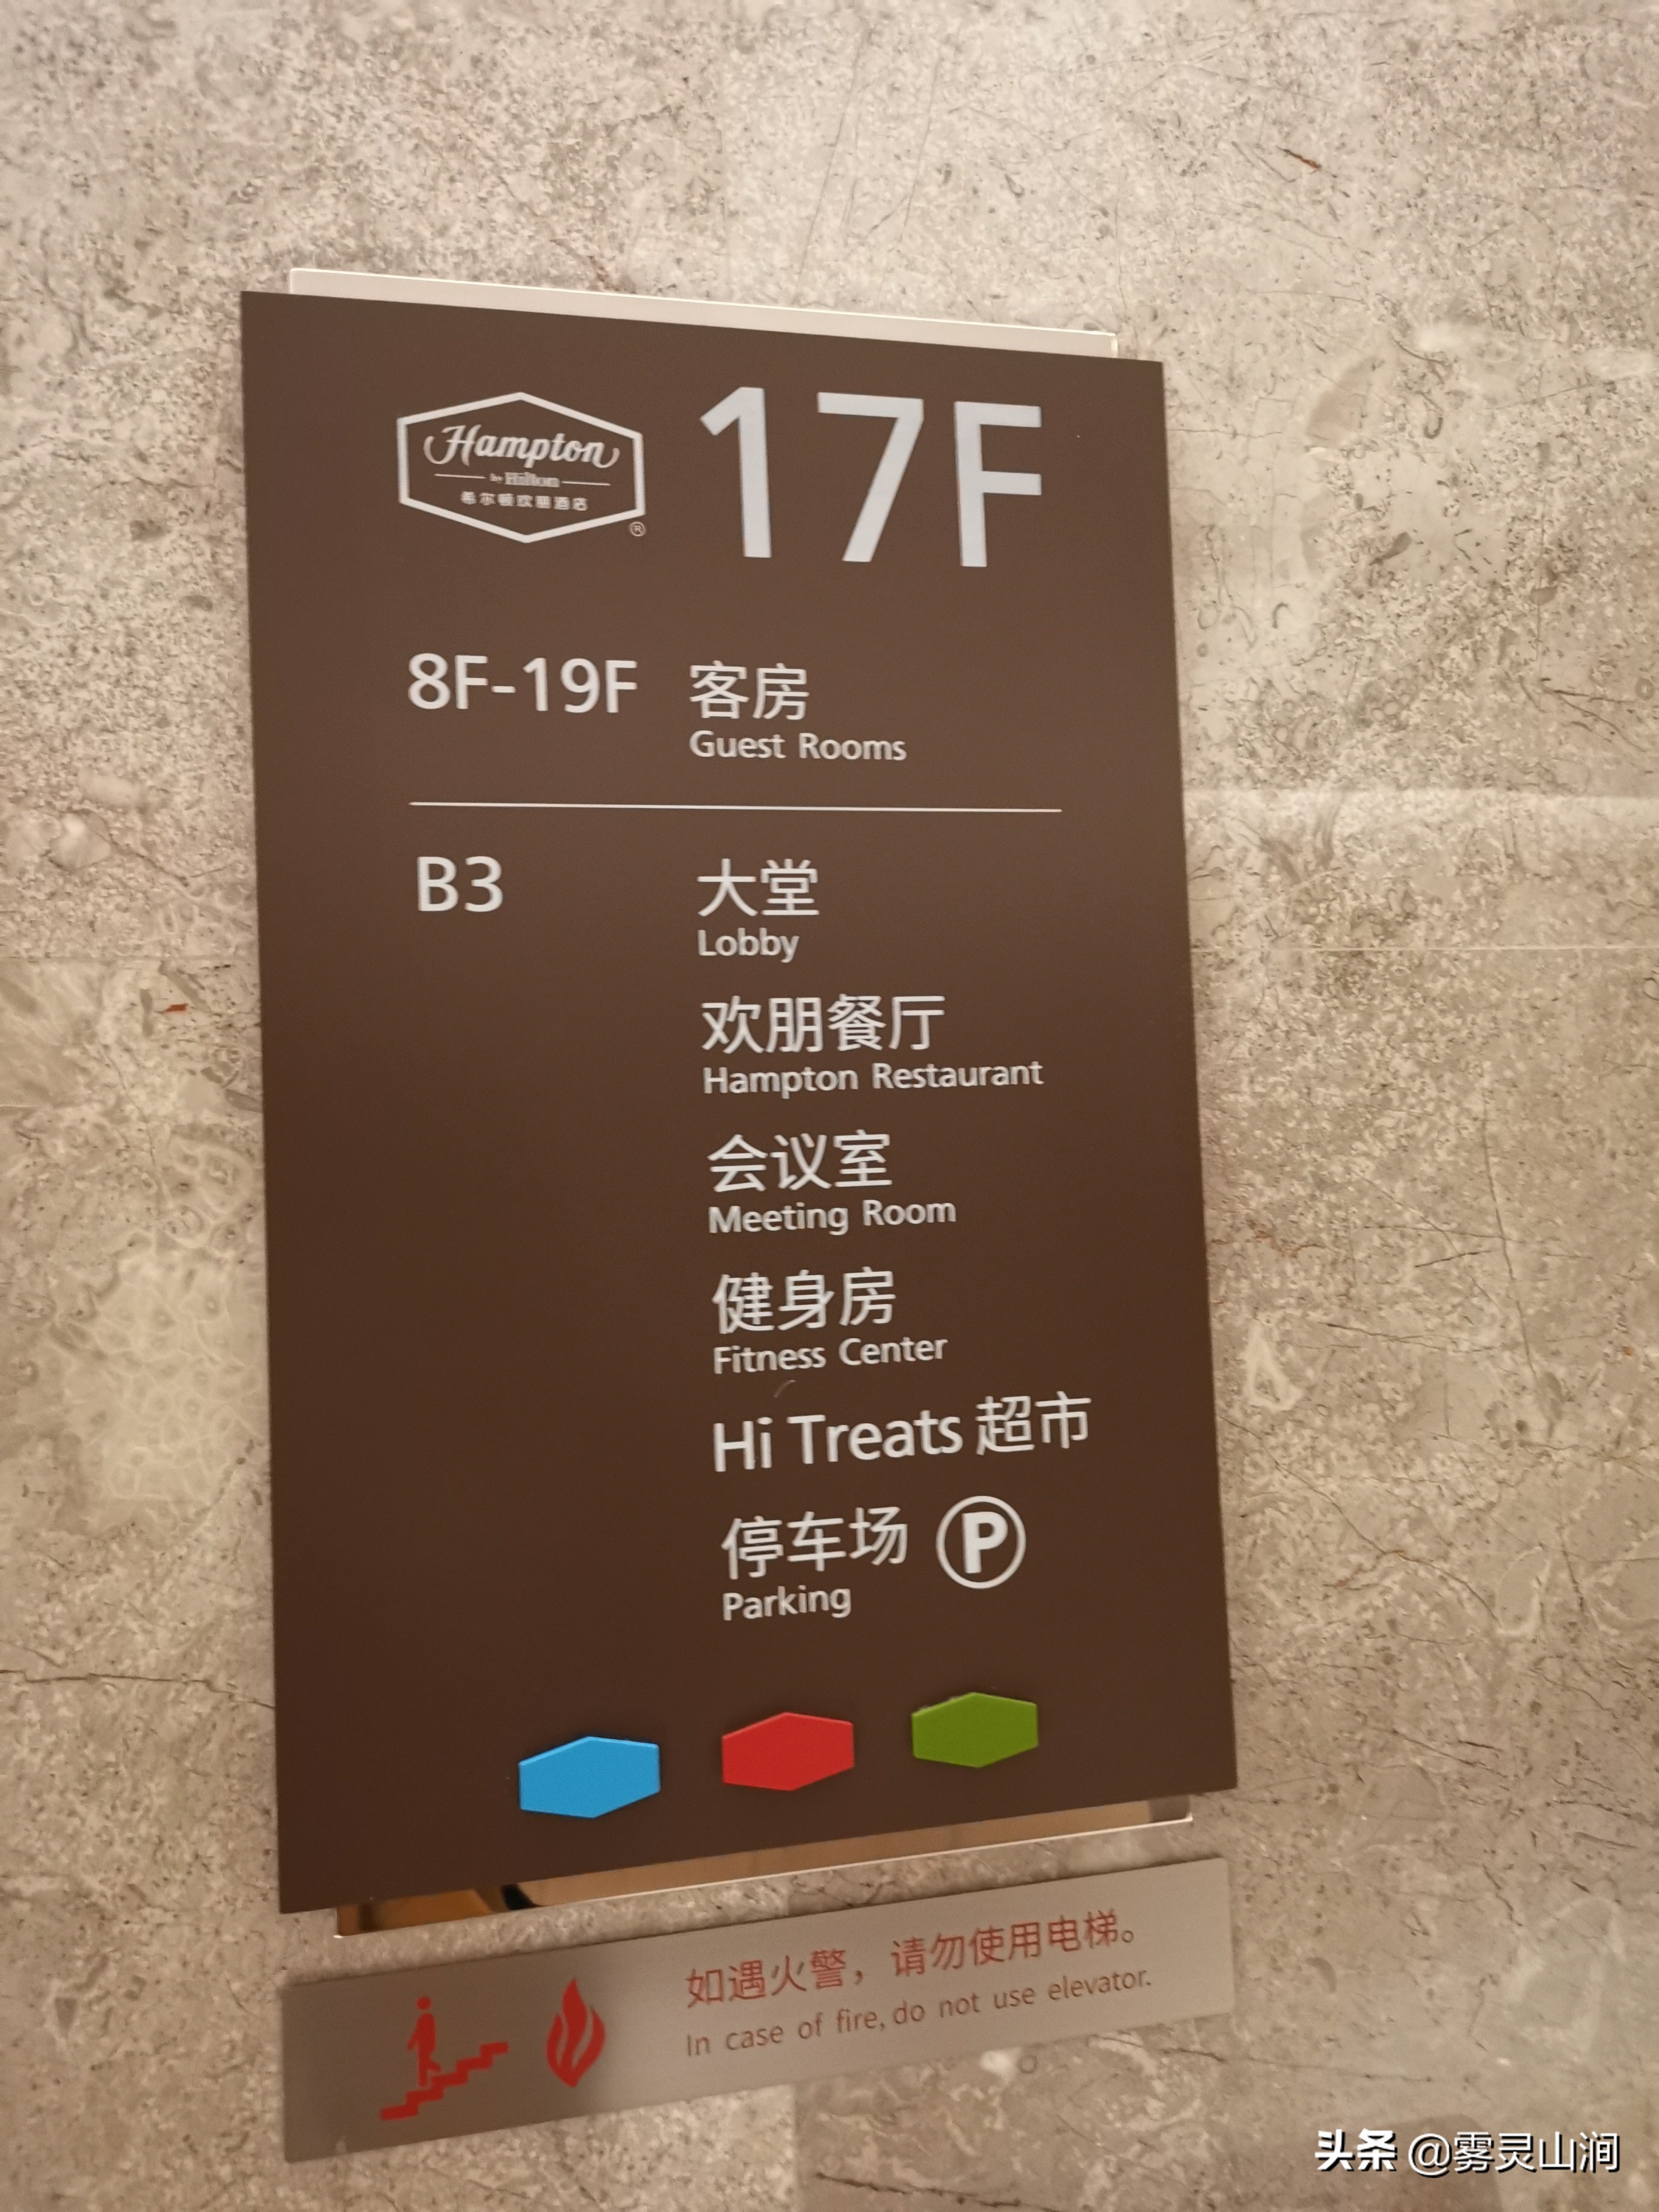 Hampton
by Hilton
希尔顿欢朋酒店
®
17F
8F-19F 客房
Guest Rooms
B3 大堂
Lobby
欢朋餐厅
Hampton Restaurant
会议室
Meeting Room
健身房
Fitness Center
Hi Treats 超市
停车场 P
Parking
如遇火警，请勿使用电梯。
In case of fire, do not use elevator.
头条 @雾灵山涧